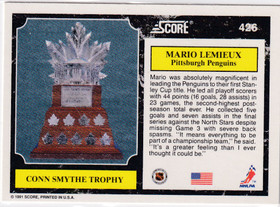 SCORE
426
MARIO LEMIEUX
Pittsburgh Penguins
Mario was absolutely magnificent in
leading the Penguins to their first Stan-
ley Cup title. He led all playoff scorers
with 44 points (16 goals, 28 assists) in
23 games, the second-highest post-
season total ever. He collected five
goals and seven assists in the final
series against the North Stars despite
missing Game 3 with severe back
spasms. "It means everything to be
part of a championship team," he said.
"It's a greater feeling than I ever
thought it could be."
CONN SMYTHE TROPHY
© 1991 SCORE, PRINTED IN U.S.A.
NHL
NHLPA